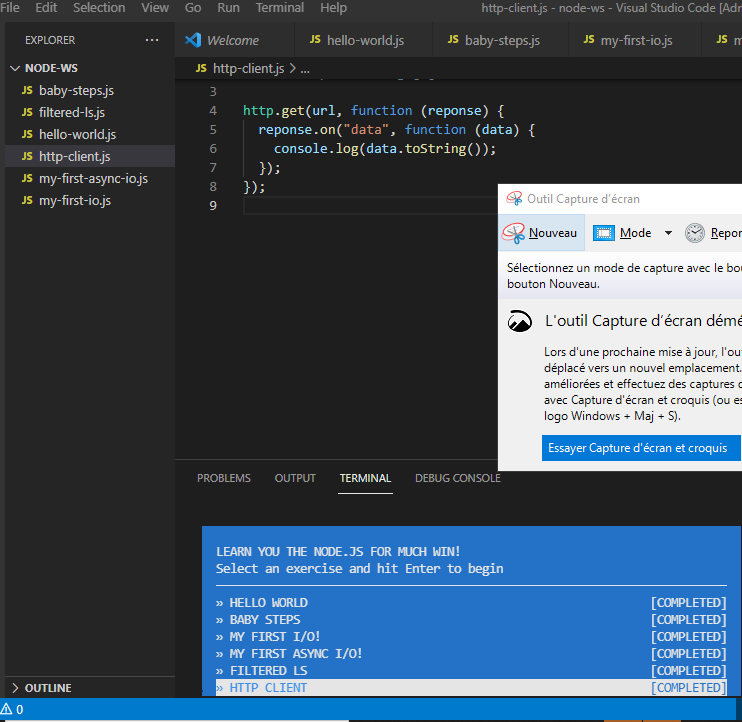 File Edit Selection View Go Run Terminal Help http-client.js - node-ws - Visual Studio Code [Adm
EXPLORER ...
Welcome JS hello-world.js JS baby-steps.js JS my-first-io.js JS m
NODE-WS
JS http-client.js > ...
JS baby-steps.js
JS filtered-ls.js
JS hello-world.js
JS http-client.js
JS my-first-async-io.js
JS my-first-io.js
3
4 http.get(url, function (reponse) {
5 reponse.on("data", function (data) {
6 console.log(data.toString());
7 });
8 });
9
Outil Capture d'écran
Nouveau Mode Repor
Sélectionnez un mode de capture avec le bou
bouton Nouveau.
L'outil Capture d'écran démé
Lors d'une prochaine mise à jour, l'ou
déplacé vers un nouvel emplacement.
améliorées et effectuez des captures d
avec Capture d'écran et croquis (ou es
logo Windows + Maj + S).
Essayer Capture d'écran et croquis
PROBLEMS OUTPUT TERMINAL DEBUG CONSOLE
LEARN YOU THE NODE.JS FOR MUCH WIN!
Select an exercise and hit Enter to begin
» HELLO WORLD [COMPLETED]
» BABY STEPS [COMPLETED]
» MY FIRST I/O! [COMPLETED]
» MY FIRST ASYNC I/O! [COMPLETED]
» FILTERED LS [COMPLETED]
» HTTP CLIENT [COMPLETED]
OUTLINE
0